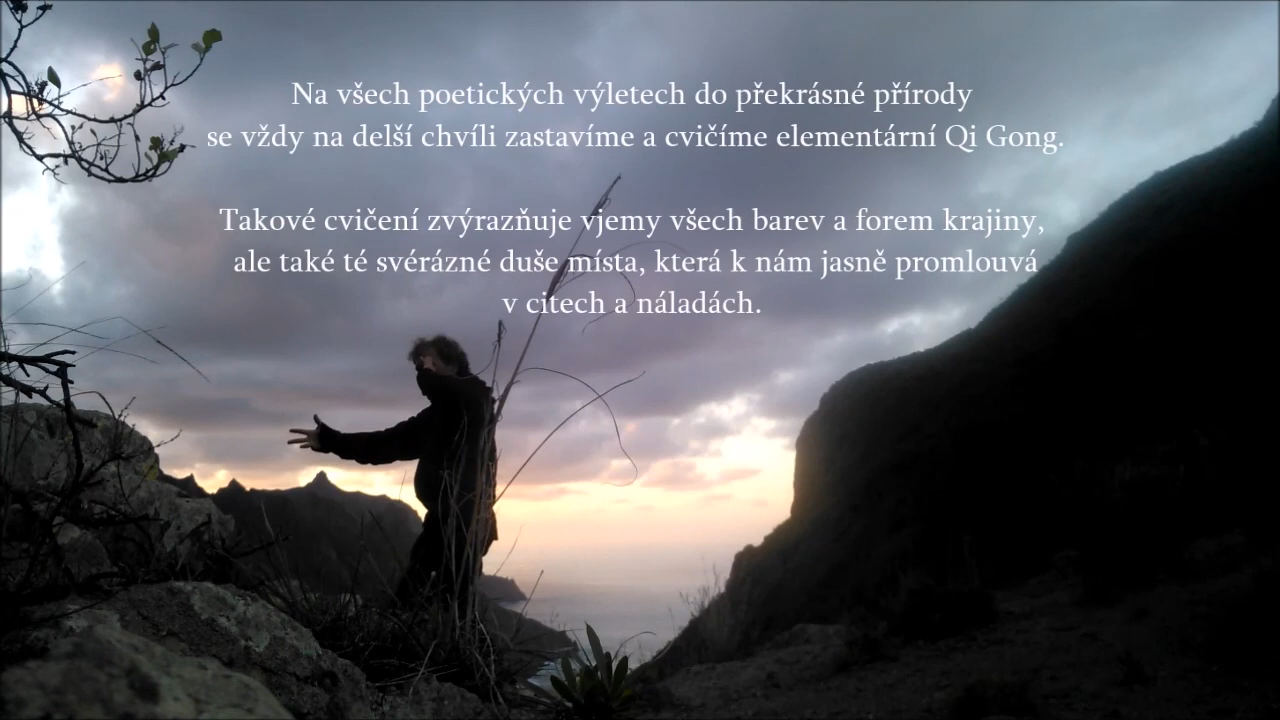 Na všech poetických výletech do překrásné přírody
se vždy na delší chvíli zastavíme a cvičíme elementární Qi Gong.
Takové cvičení zvýrazňuje vjemy všech barev a forem krajiny,
ale také té svérázné duše místa, která k nám jasně promlouvá
v citech a náladách.